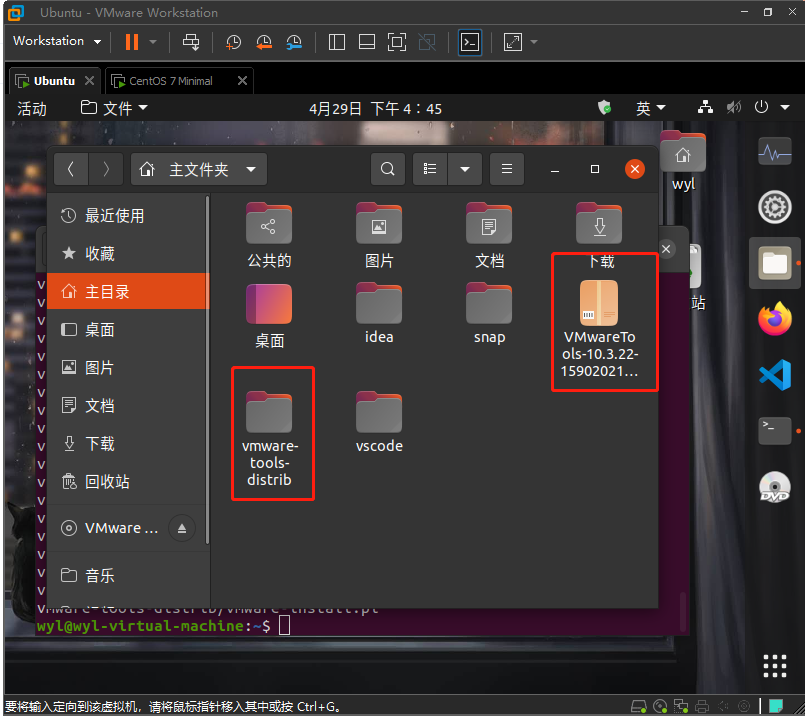 Ubuntu - VMware Workstation
Workstation
Ubuntu
CentOS 7 Minimal
活动
文件
4月29日 下午 4：45
英
主文件夹
wyl
最近使用
收藏
主目录
桌面
图片
文档
下载
回收站
VMware ...
音乐
公共的
图片
文档
下载
桌面
idea
snap
VMwareTo
ols-10.3.22-
15902021...
vmware-
tools-
distrib
vscode
站
DVD
vmware-tools-distrib/vmware-install.pl
wyl@wyl-virtual-machine:~$
要将输入定向到该虚拟机，请将鼠标指针移入其中或按 Ctrl+G。